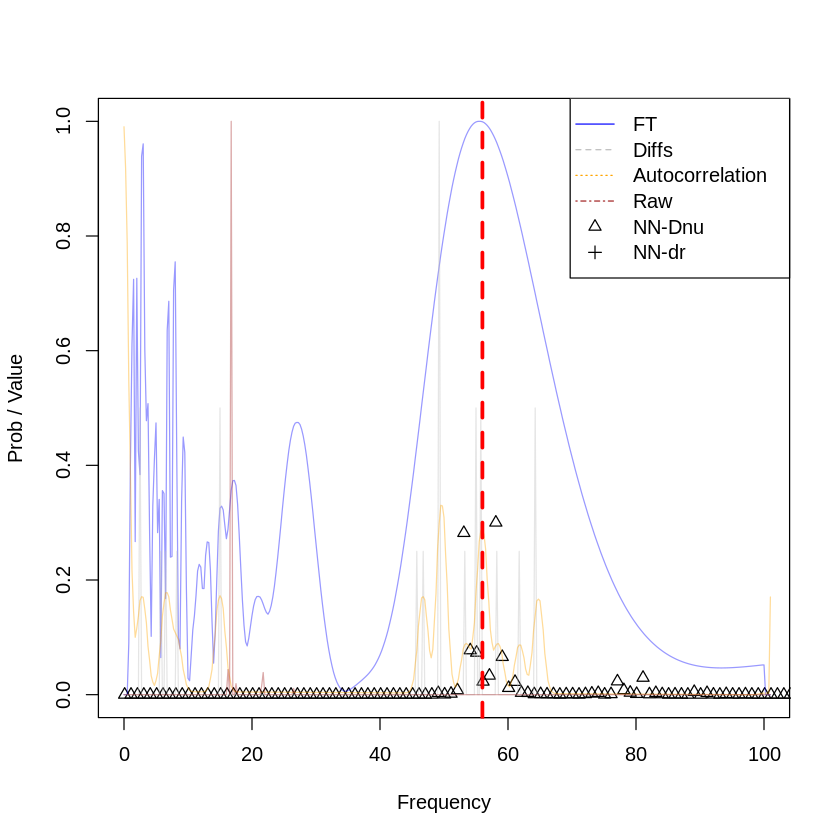 FT
Diffs
Autocorrelation
Raw
NN-Dnu
NN-dr
Prob / Value
0.0
0.2
0.4
0.6
0.8
1.0
0 20 40 60 80 100
Frequency